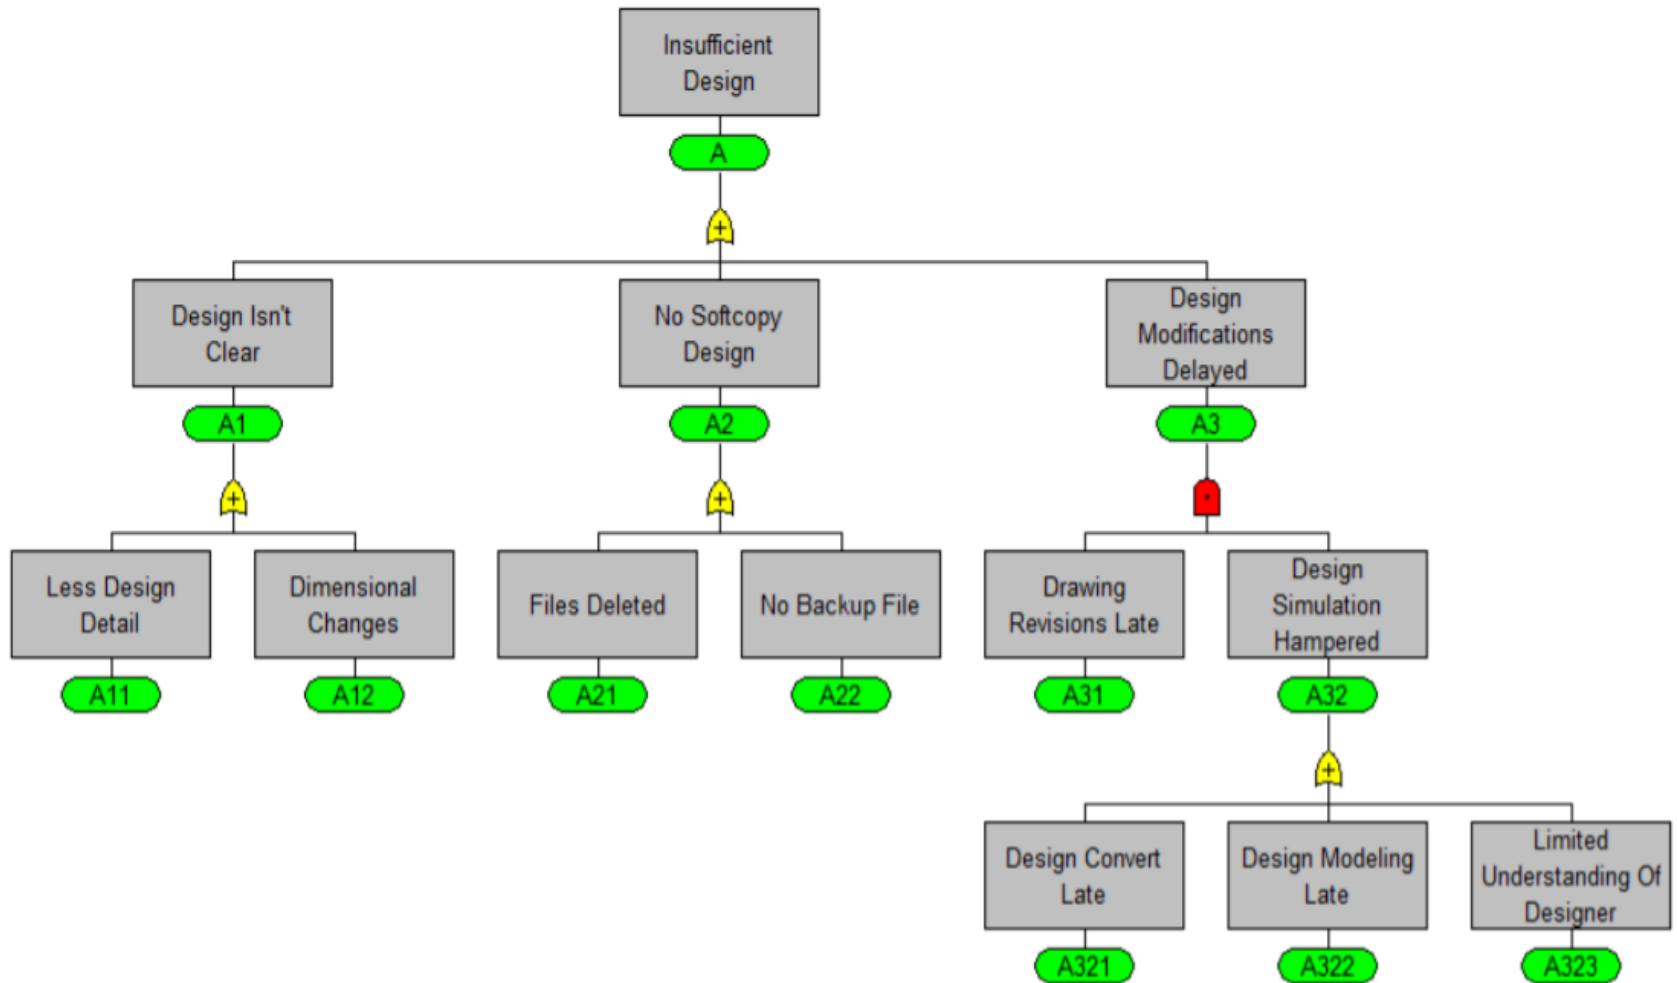 Insufficient
Design
A
+
Design Isn't
Clear
A1
+
No Softcopy
Design
A2
+
Design
Modifications
Delayed
A3
Less Design
Detail
A11
Dimensional
Changes
A12
Files Deleted
A21
No Backup File
A22
Drawing
Revisions Late
A31
Design
Simulation
Hampered
A32
+
Design Convert
Late
A321
Design Modeling
Late
A322
Limited
Understanding Of
Designer
A323